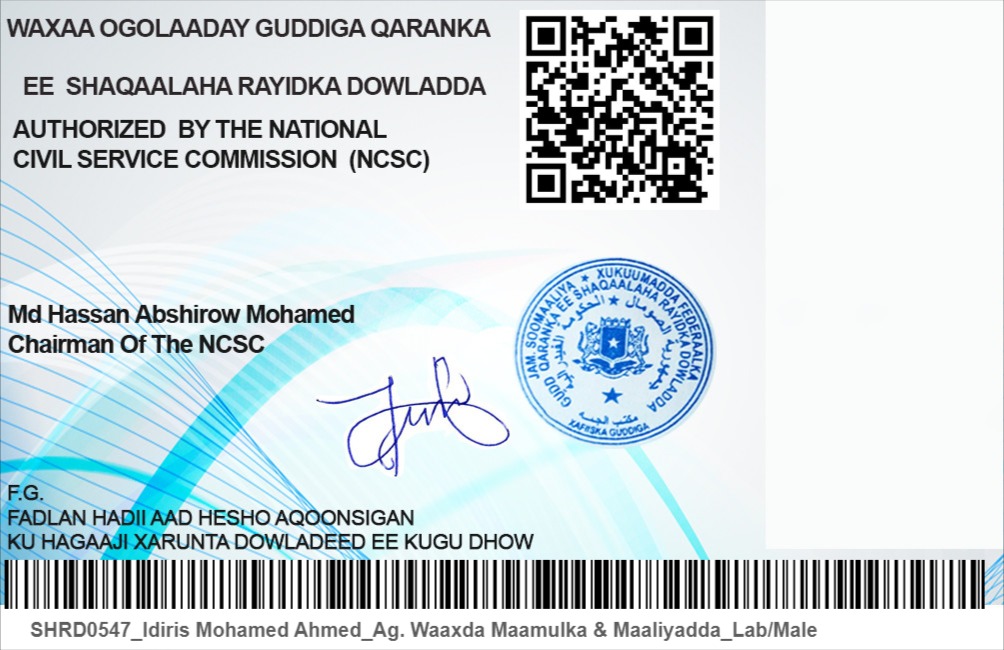 WAXAA OGOLAADAY GUDDIGA QARANKA
EE SHAQAALAHA RAYIDKA DOWLADDA
AUTHORIZED BY THE NATIONAL
CIVIL SERVICE COMMISSION (NCSC)
Md Hassan Abshirow Mohamed
Chairman Of The NCSC
JAM. SOOMAALIYA ★ XUKUUMADDA FEDERAALKA
GUDD QARANKA EE SHAQAALAHA RAYIDKA DOWLADDA
XAFIISKA GUDDIGA
F.G.
FADLAN HADII AAD HESHO AQOONSIGAN
KU HAGAAJI XARUNTA DOWLADEED EE KUGU DHOW
SHRD0547_Idiris Mohamed Ahmed_Ag. Waaxda Maamulka & Maaliyadda_Lab/Male